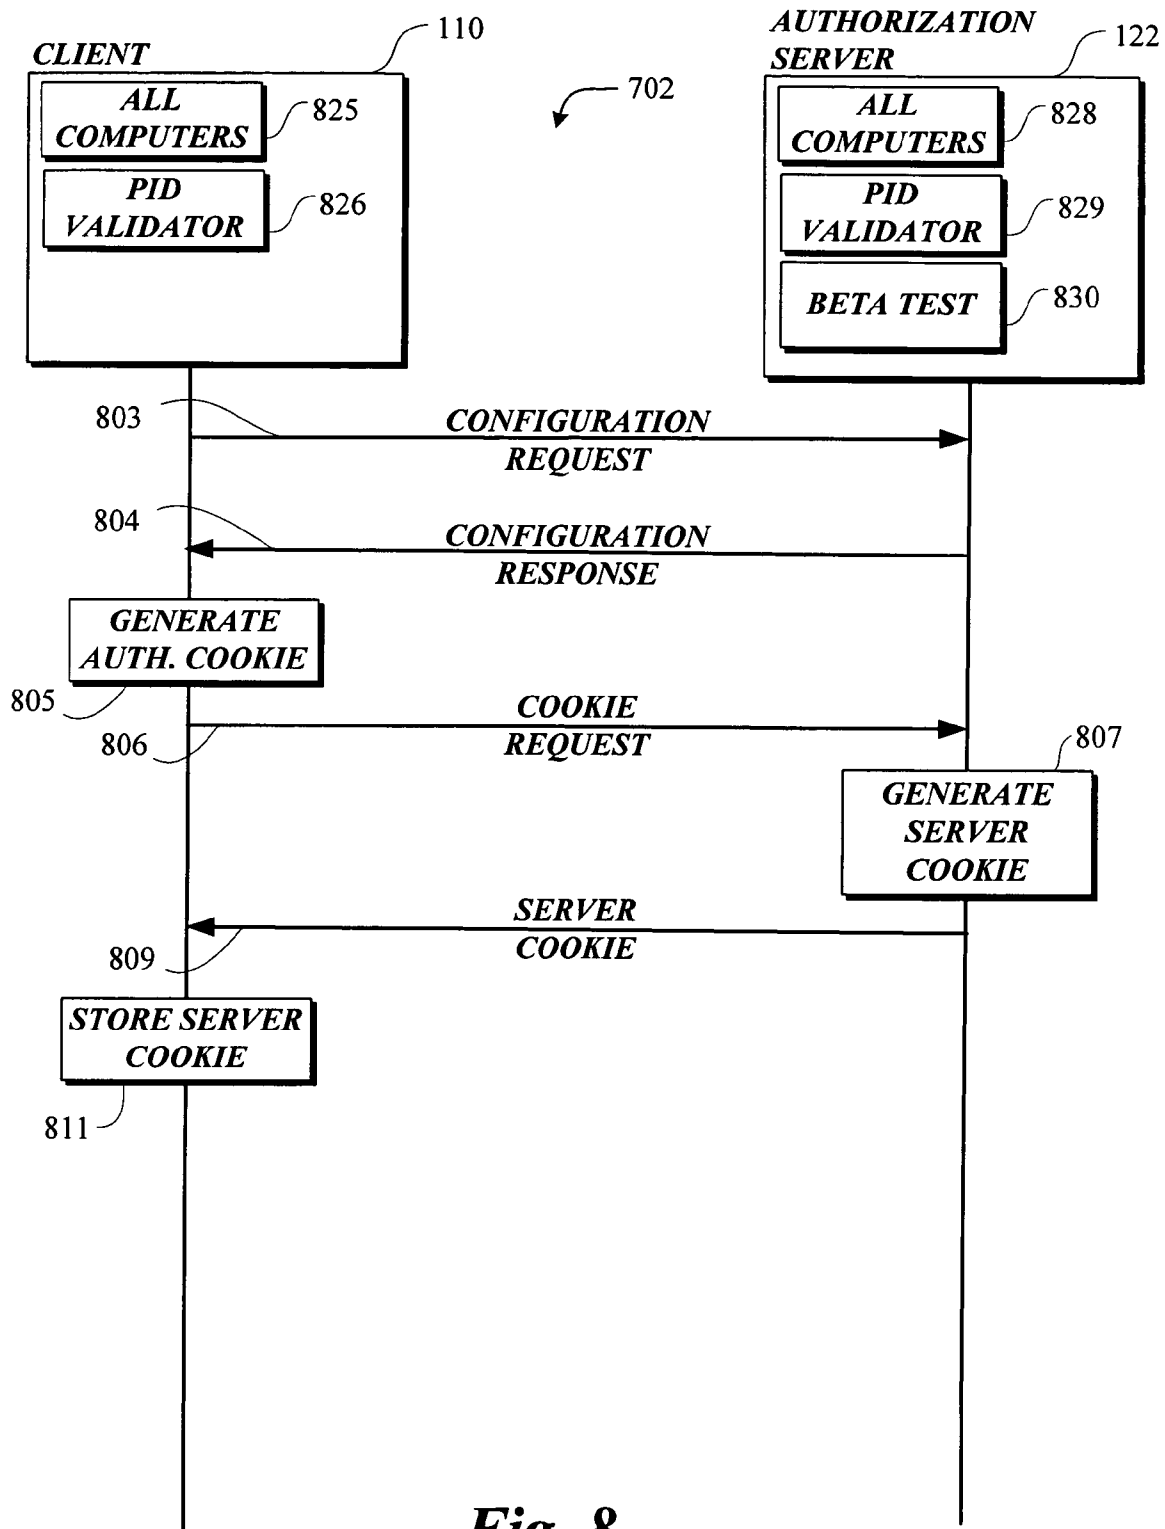 110
CLIENT
ALL
COMPUTERS
825
PID
VALIDATOR
826
702
AUTHORIZATION
SERVER
122
ALL
COMPUTERS
828
PID
VALIDATOR
829
BETA TEST
830
803
CONFIGURATION
REQUEST
804
CONFIGURATION
RESPONSE
GENERATE
AUTH. COOKIE
805
COOKIE
REQUEST
806
807
GENERATE
SERVER
COOKIE
SERVER
COOKIE
809
STORE SERVER
COOKIE
811
Fig. 8